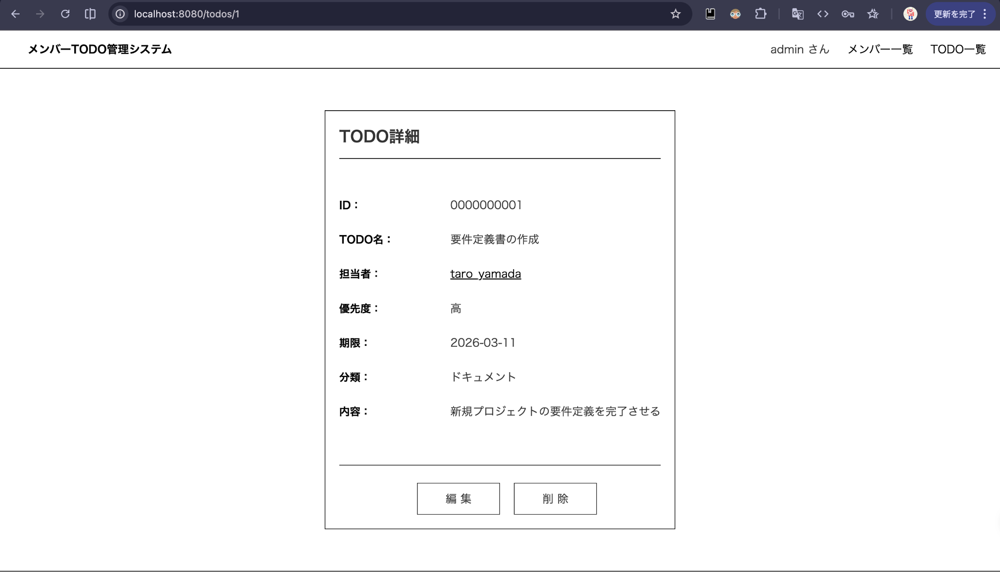 localhost:8080/todos/1
更新を完了
メンバーTODO管理システム
admin さん
メンバー一覧
TODO一覧
TODO詳細
ID： 0000000001
TODO名： 要件定義書の作成
担当者： taro_yamada
優先度： 高
期限： 2026-03-11
分類： ドキュメント
内容： 新規プロジェクトの要件定義を完了させる
編 集
削 除